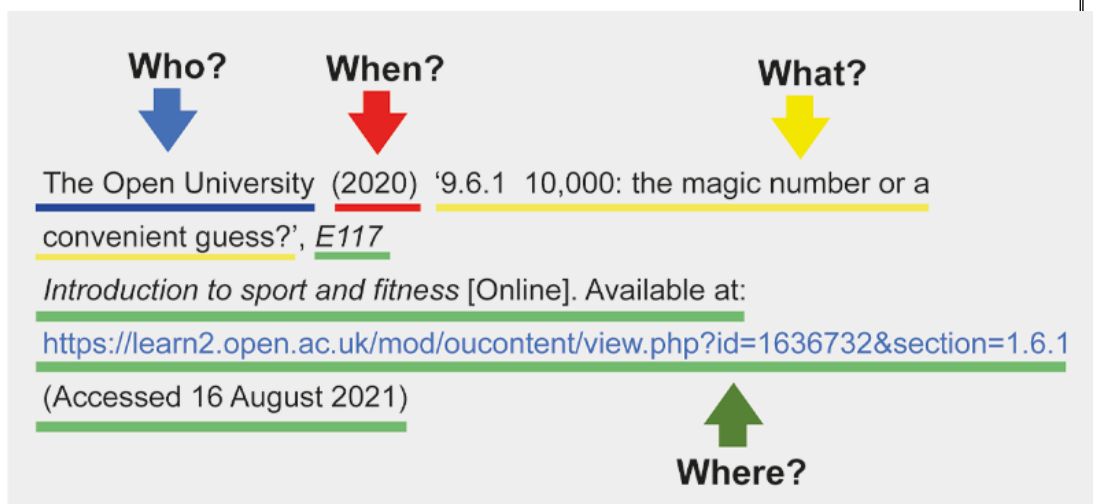 Who?
When?
What?
The Open University (2020) ‘9.6.1 10,000: the magic number or a
convenient guess?’, E117
Introduction to sport and fitness [Online]. Available at:
https://learn2.open.ac.uk/mod/oucontent/view.php?id=1636732&section=1.6.1
(Accessed 16 August 2021)
Where?